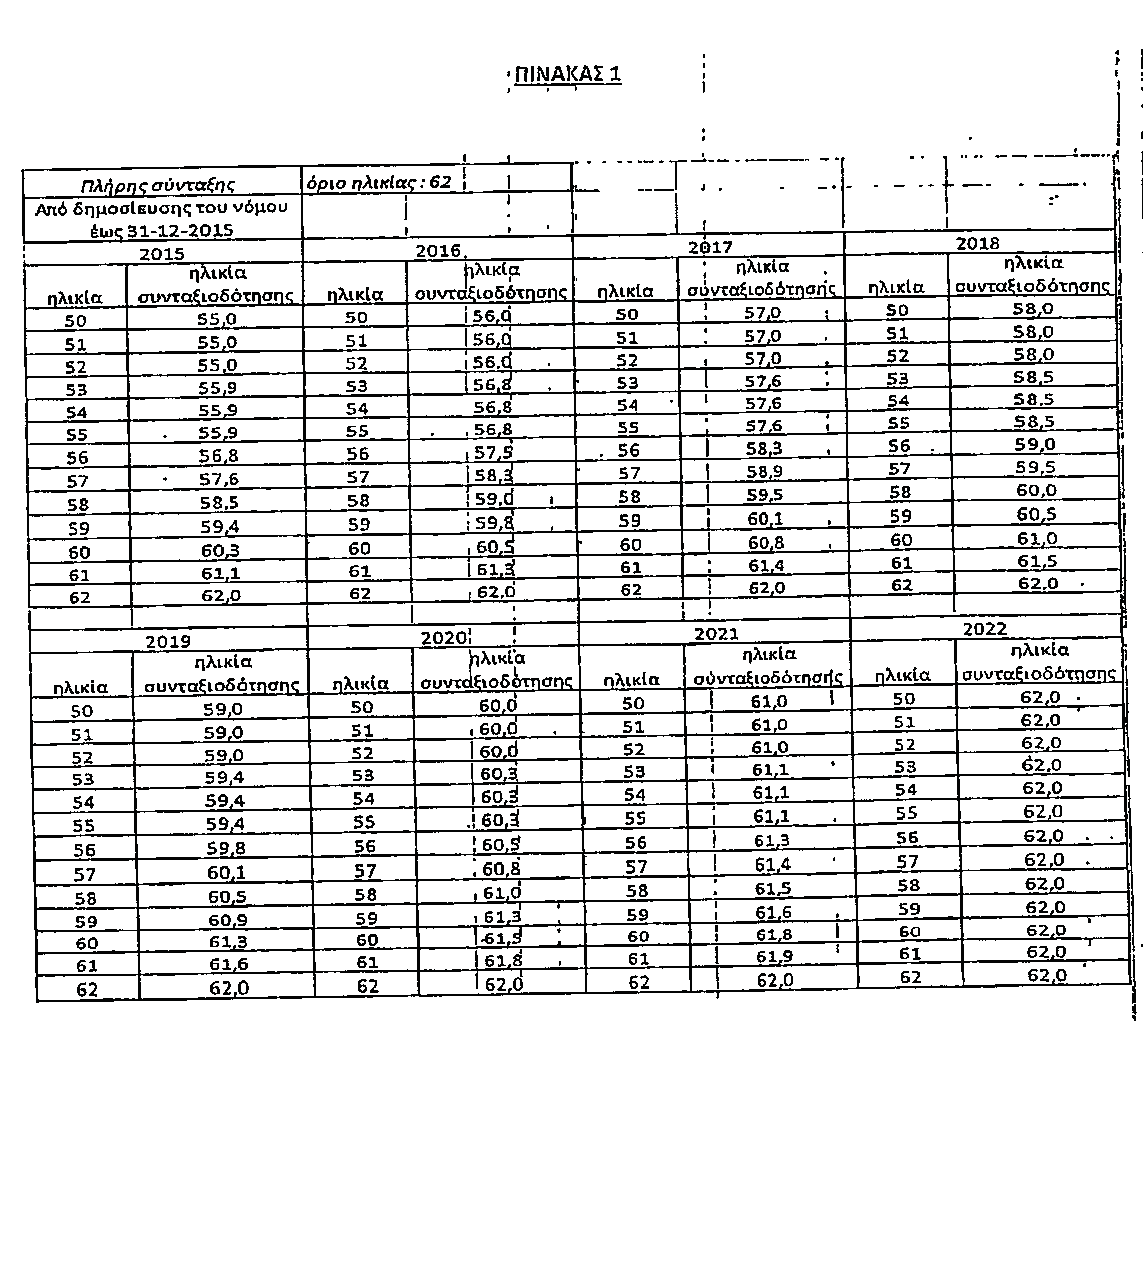 ΠΙΝΑΚΑΣ 1
Πλήρης σύνταξης όριο ηλικίας : 62
Από δημοσίευσης του νόμου
έως 31-12-2015
2015 2016 2017 2018
ηλικία ηλικία συνταξιοδότησης ηλικία ηλικία συνταξιοδότησης ηλικία ηλικία συνταξιοδότησης ηλικία ηλικία συνταξιοδότησης
50 55,0 50 56,0 50 57,0 50 58,0
51 55,0 51 56,0 51 57,0 51 58,0
52 55,0 52 56,0 52 57,0 52 58,0
53 55,9 53 56,8 53 57,6 53 58,5
54 55,9 54 56,8 54 57,6 54 58,5
55 55,9 55 56,8 55 57,6 55 58,5
56 56,8 56 57,5 56 58,3 56 59,0
57 57,6 57 58,3 57 58,9 57 59,5
58 58,5 58 59,0 58 59,5 58 60,0
59 59,4 59 59,8 59 60,1 59 60,5
60 60,3 60 60,5 60 60,8 60 61,0
61 61,1 61 61,3 61 61,4 61 61,5
62 62,0 62 62,0 62 62,0 62 62,0
2019 2020 2021 2022
ηλικία ηλικία συνταξιοδότησης ηλικία ηλικία συνταξιοδότησης ηλικία ηλικία συνταξιοδότησης ηλικία ηλικία συνταξιοδότησης
50 59,0 50 60,0 50 61,0 50 62,0
51 59,0 51 60,0 51 61,0 51 62,0
52 59,0 52 60,0 52 61,0 52 62,0
53 59,4 53 60,3 53 61,1 53 62,0
54 59,4 54 60,3 54 61,1 54 62,0
55 59,4 55 60,3 55 61,1 55 62,0
56 59,8 56 60,5 56 61,3 56 62,0
57 60,1 57 60,8 57 61,4 57 62,0
58 60,5 58 61,0 58 61,5 58 62,0
59 60,9 59 61,3 59 61,6 59 62,0
60 61,3 60 61,5 60 61,8 60 62,0
61 61,6 61 61,8 61 61,9 61 62,0
62 62,0 62 62,0 62 62,0 62 62,0